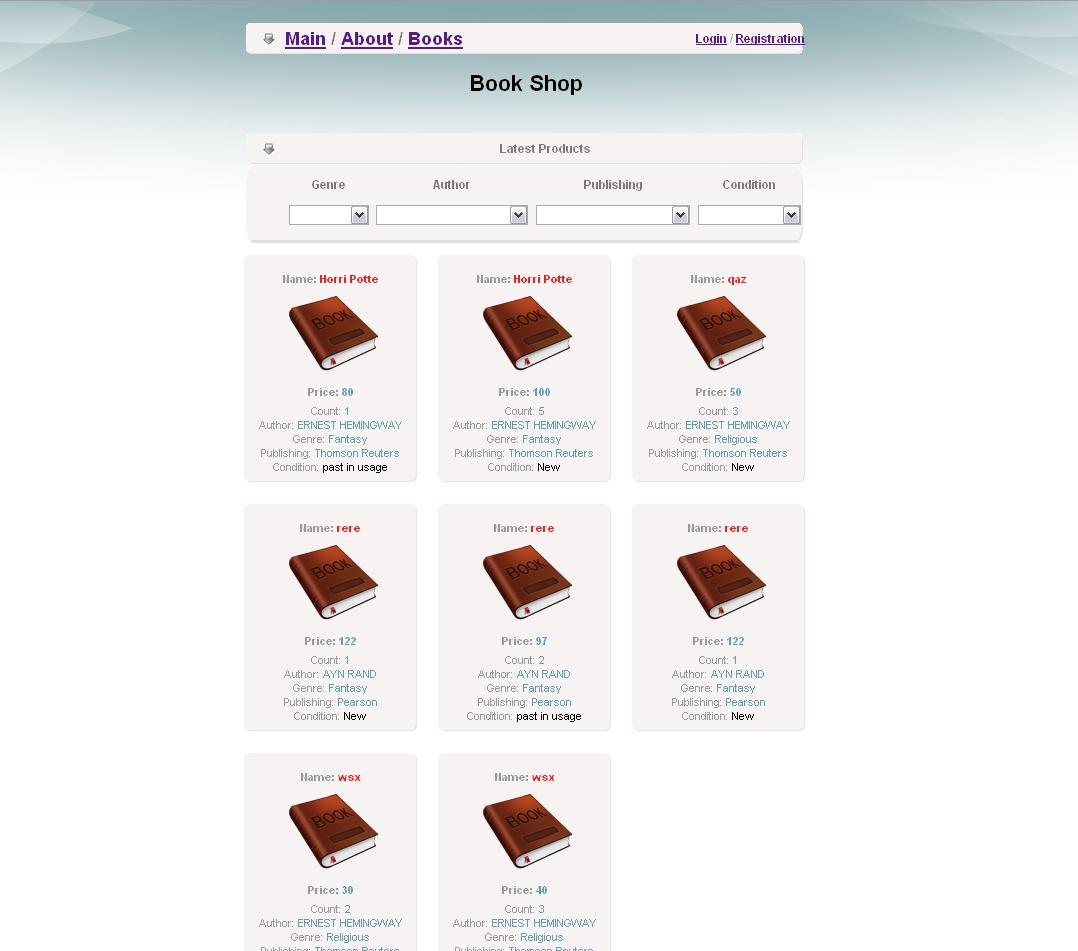 Main / About / Books
Login / Registration
Book Shop
Latest Products
Genre Author Publishing Condition
Name: Horri Potte
BOOK
Price: 80
Count: 1
Author: ERNEST HEMINGWAY
Genre: Fantasy
Publishing: Thomson Reuters
Condition: past in usage
Name: Horri Potte
BOOK
Price: 100
Count: 5
Author: ERNEST HEMINGWAY
Genre: Fantasy
Publishing: Thomson Reuters
Condition: New
Name: qaz
BOOK
Price: 50
Count: 3
Author: ERNEST HEMINGWAY
Genre: Religious
Publishing: Thomson Reuters
Condition: New
Name: rere
BOOK
Price: 122
Count: 1
Author: AYN RAND
Genre: Fantasy
Publishing: Pearson
Condition: New
Name: rere
BOOK
Price: 97
Count: 2
Author: AYN RAND
Genre: Fantasy
Publishing: Pearson
Condition: past in usage
Name: rere
BOOK
Price: 122
Count: 1
Author: AYN RAND
Genre: Fantasy
Publishing: Pearson
Condition: New
Name: wsx
BOOK
Price: 30
Count: 2
Author: ERNEST HEMINGWAY
Genre: Religious
Publishing: Thomson Reuters
Name: wsx
BOOK
Price: 40
Count: 3
Author: ERNEST HEMINGWAY
Genre: Religious
Publishing: Thomson Reuters